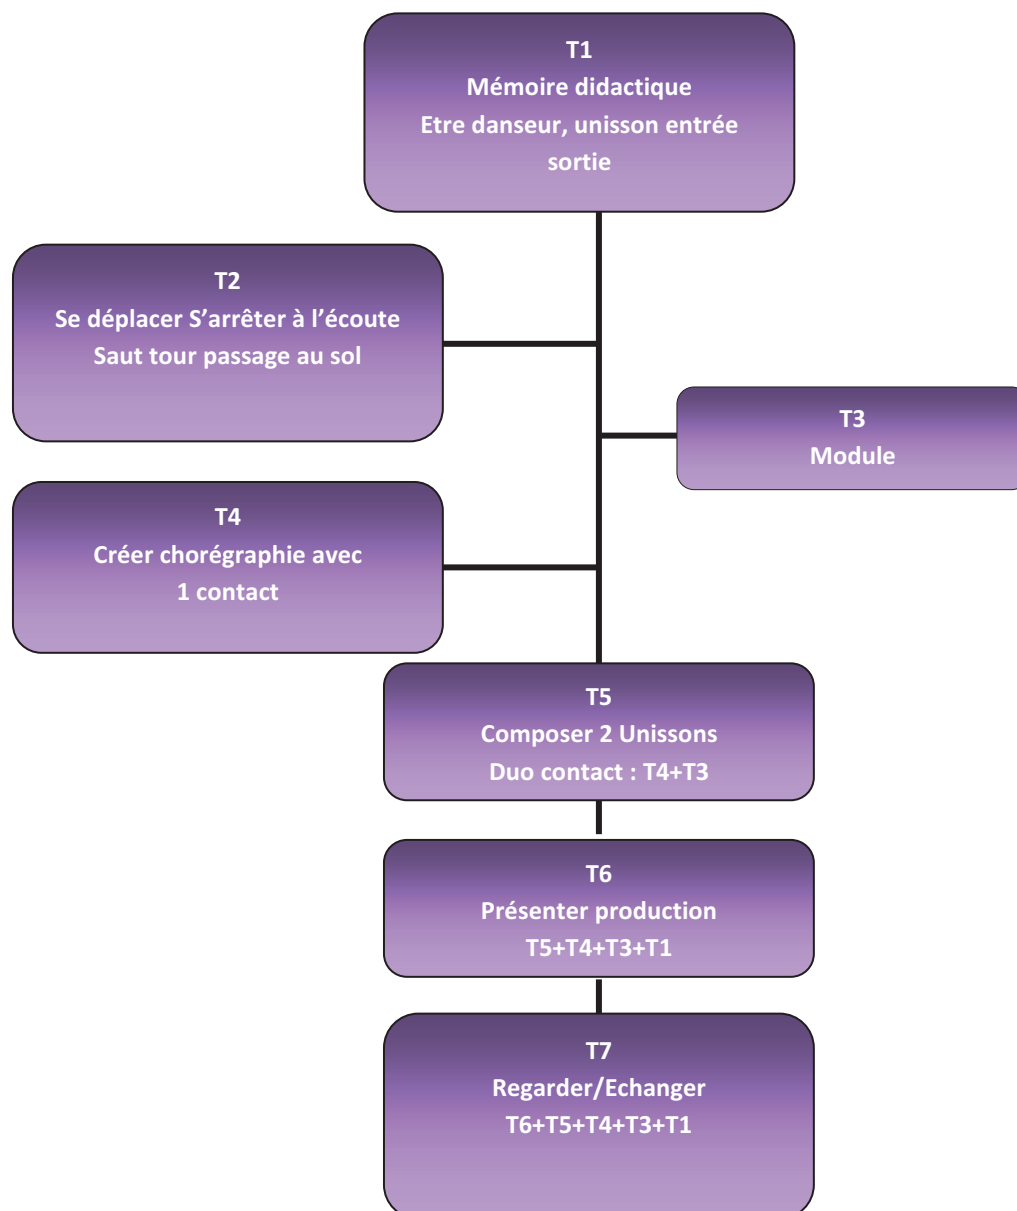 T1
Mémoire didactique
Etre danseur, unisson entrée
sortie
T2
Se déplacer S’arrêter à l’écoute
Saut tour passage au sol
T3
Module
T4
Créer chorégraphie avec
1 contact
T5
Composer 2 Unissons
Duo contact : T4+T3
T6
Présenter production
T5+T4+T3+T1
T7
Regarder/Echanger
T6+T5+T4+T3+T1